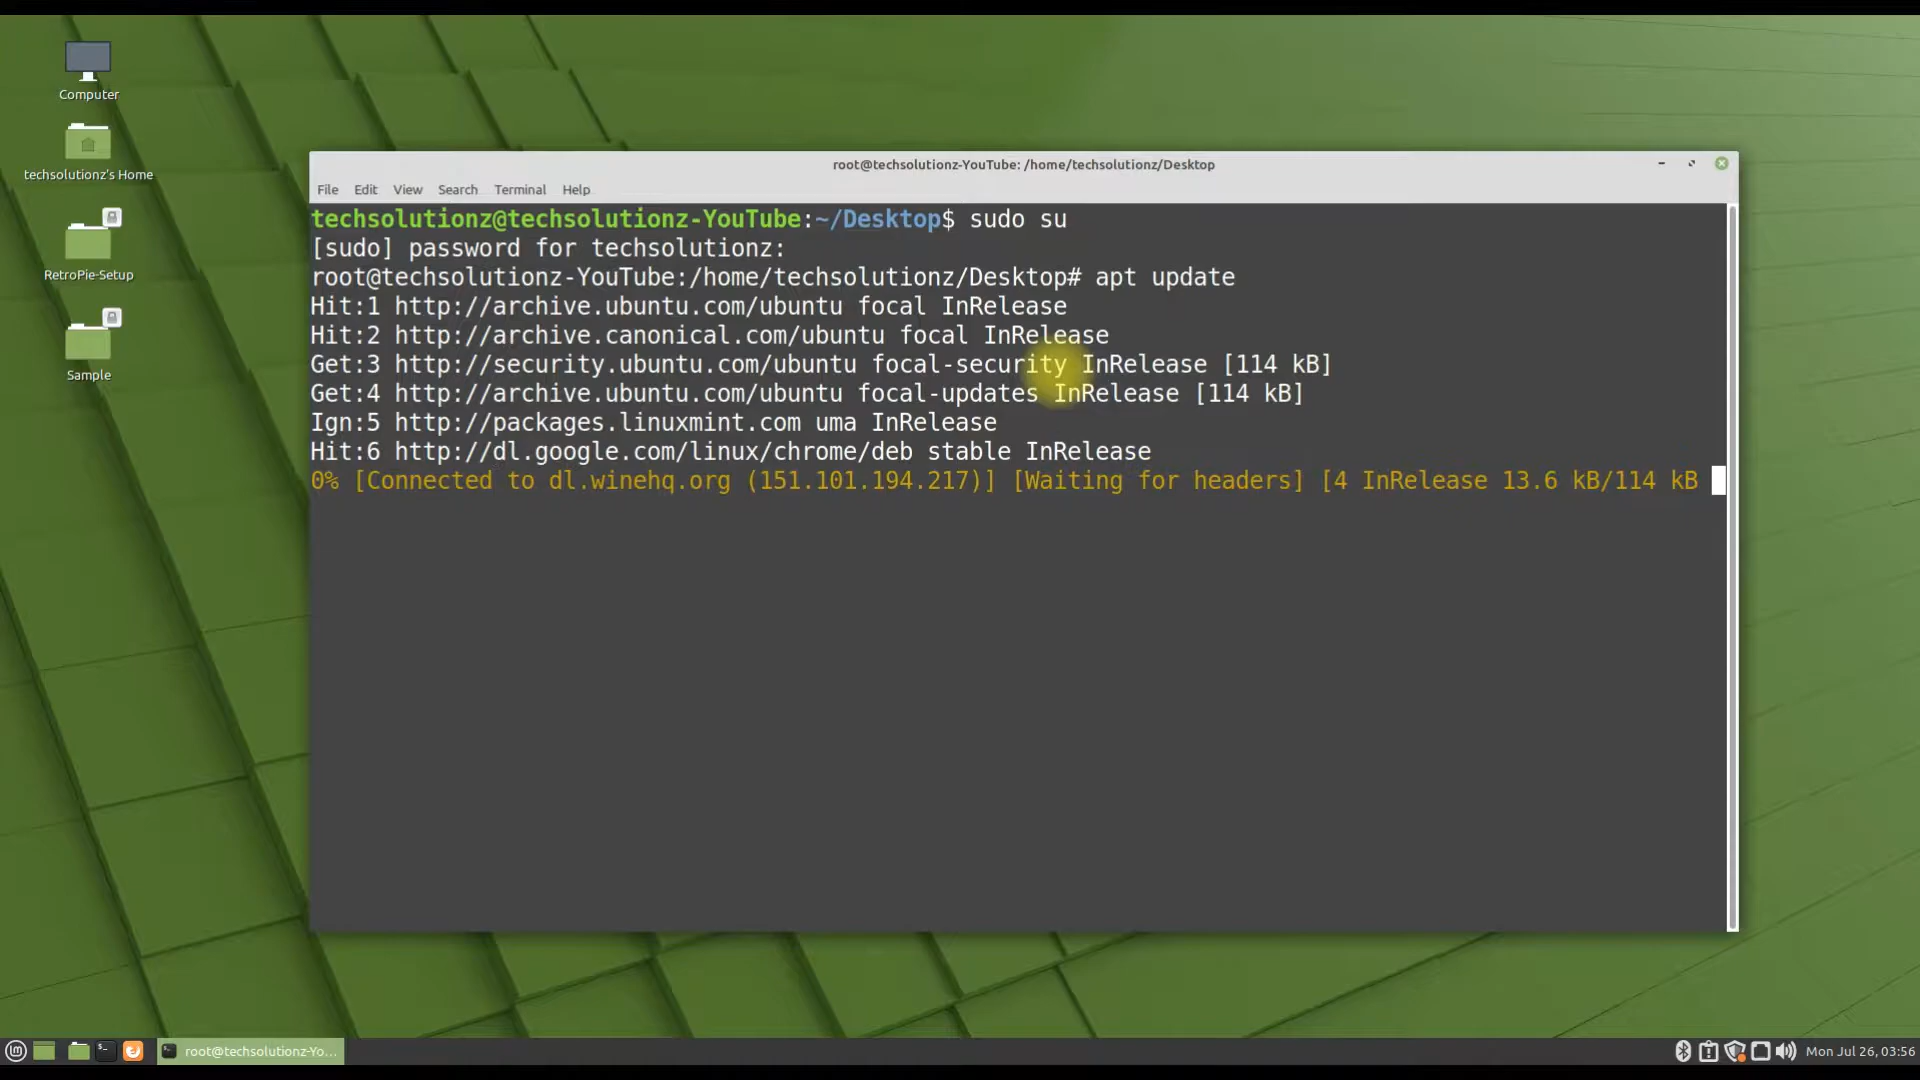 Computer
techsolutionz's Home
RetroPie-Setup
Sample
root@techsolutionz-YouTube: /home/techsolutionz/Desktop
File Edit View Search Terminal Help
techsolutionz@techsolutionz-YouTube:~/Desktop$ sudo su
[sudo] password for techsolutionz:
root@techsolutionz-YouTube:/home/techsolutionz/Desktop# apt update
Hit:1 http://archive.ubuntu.com/ubuntu focal InRelease
Hit:2 http://archive.canonical.com/ubuntu focal InRelease
Get:3 http://security.ubuntu.com/ubuntu focal-security InRelease [114 kB]
Get:4 http://archive.ubuntu.com/ubuntu focal-updates InRelease [114 kB]
Ign:5 http://packages.linuxmint.com uma InRelease
Hit:6 http://dl.google.com/linux/chrome/deb stable InRelease
0% [Connected to dl.winehq.org (151.101.194.217)] [Waiting for headers] [4 InRelease 13.6 kB/114 kB
root@techsolutionz-Yo...
Mon Jul 26, 03:56